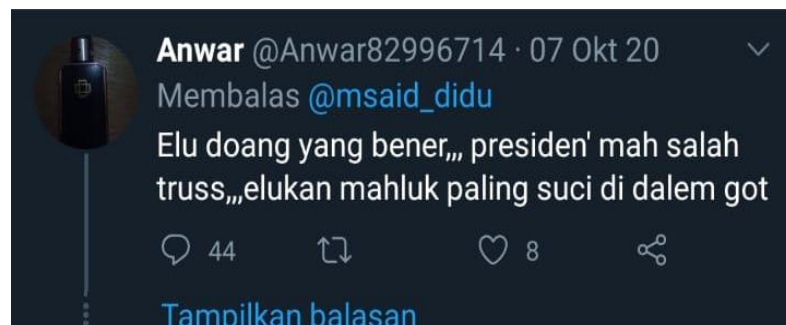 Anwar @Anwar82996714 · 07 Okt 20
Membalas @msaid_didu
Elu doang yang bener,,, presiden' mah salah
truss,,,elukan mahluk paling suci di dalem got
44 8
Tampilkan balasan